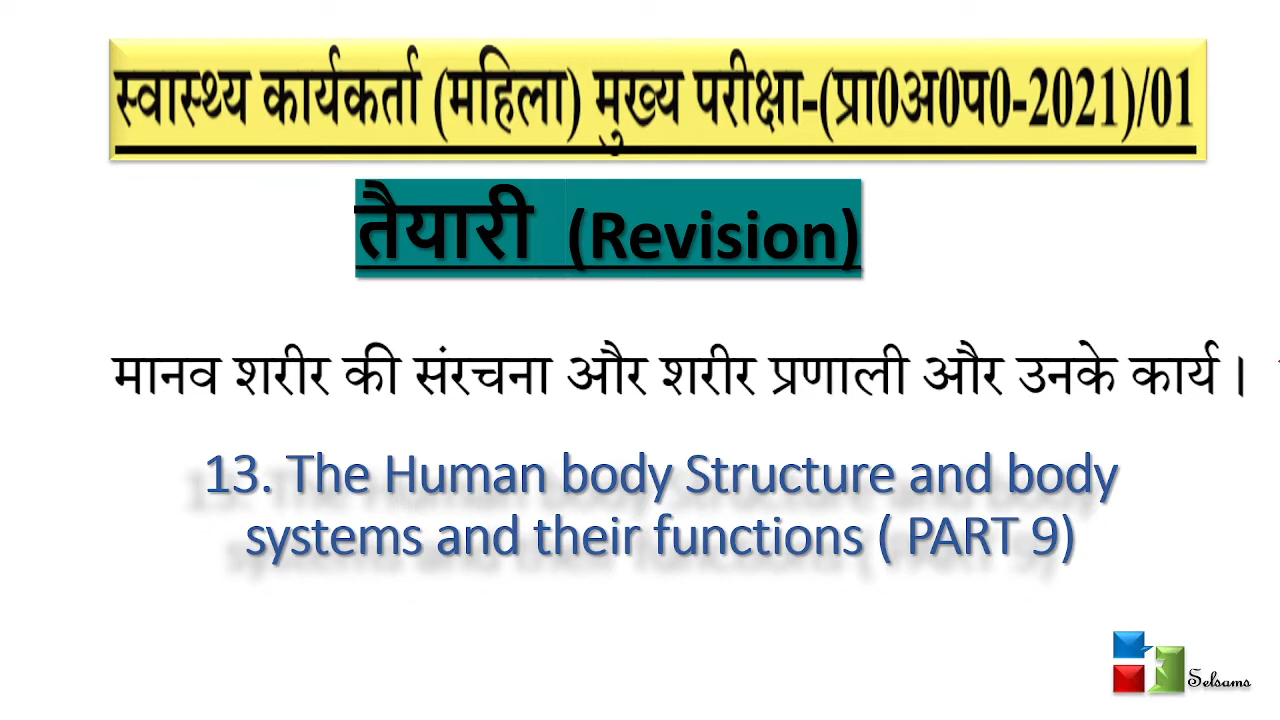 स्वास्थ्य कार्यकर्ता (महिला) मुख्य परीक्षा-(प्रा0अ0प0-2021)/01
तैयारी (Revision)
मानव शरीर की संरचना और शरीर प्रणाली और उनके कार्य।
13. The Human body Structure and body
systems and their functions ( PART 9)
Selsams